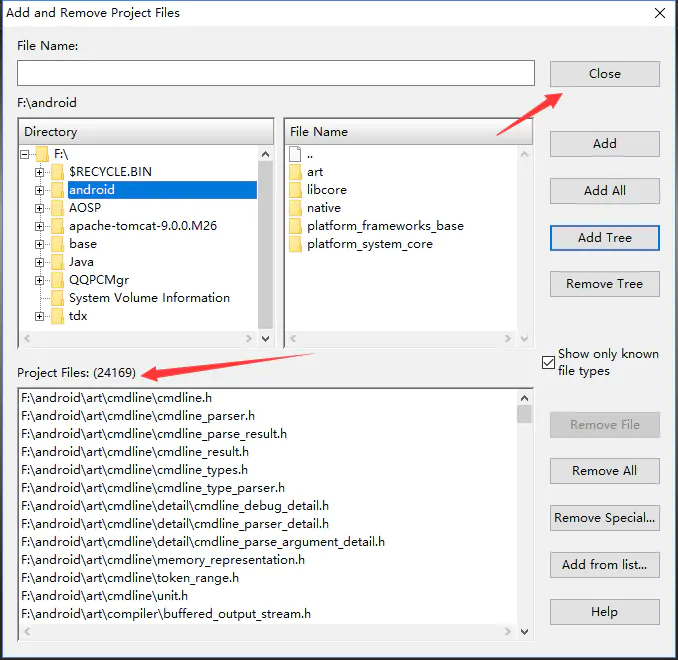 Add and Remove Project Files
File Name:
Close
F:\android
Directory
File Name
F:\
$RECYCLE.BIN
android
AOSP
apache-tomcat-9.0.0.M26
base
Java
QQPCMgr
System Volume Information
tdx
..
art
libcore
native
platform_frameworks_base
platform_system_core
Add
Add All
Add Tree
Remove Tree
Show only known
file types
Project Files: (24169)
F:\android\art\cmdline\cmdline.h
F:\android\art\cmdline\cmdline_parser.h
F:\android\art\cmdline\cmdline_parse_result.h
F:\android\art\cmdline\cmdline_result.h
F:\android\art\cmdline\cmdline_types.h
F:\android\art\cmdline\cmdline_type_parser.h
F:\android\art\cmdline\detail\cmdline_debug_detail.h
F:\android\art\cmdline\detail\cmdline_parser_detail.h
F:\android\art\cmdline\detail\cmdline_parse_argument_detail.h
F:\android\art\cmdline\memory_representation.h
F:\android\art\cmdline\token_range.h
F:\android\art\cmdline\unit.h
F:\android\art\compiler\buffered_output_stream.h
Remove File
Remove All
Remove Special...
Add from list...
Help